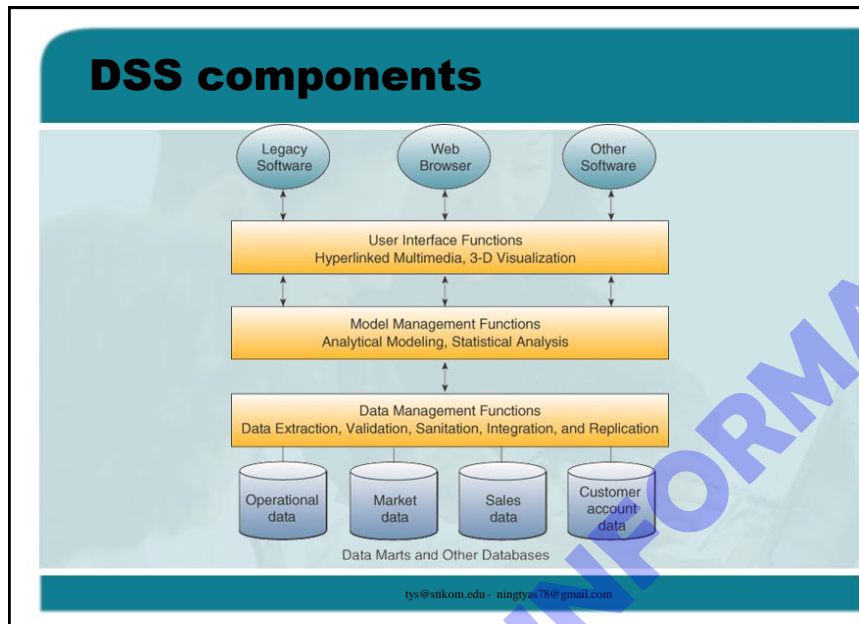 DSS components
Legacy
Software
Web
Browser
Other
Software
User Interface Functions
Hyperlinked Multimedia, 3-D Visualization
Model Management Functions
Analytical Modeling, Statistical Analysis
Data Management Functions
Data Extraction, Validation, Sanitation, Integration, and Replication
Operational
data
Market
data
Sales
data
Customer
account
data
Data Marts and Other Databases
tys@stikom.edu - ningtyas78@gmail.com
INFORMA